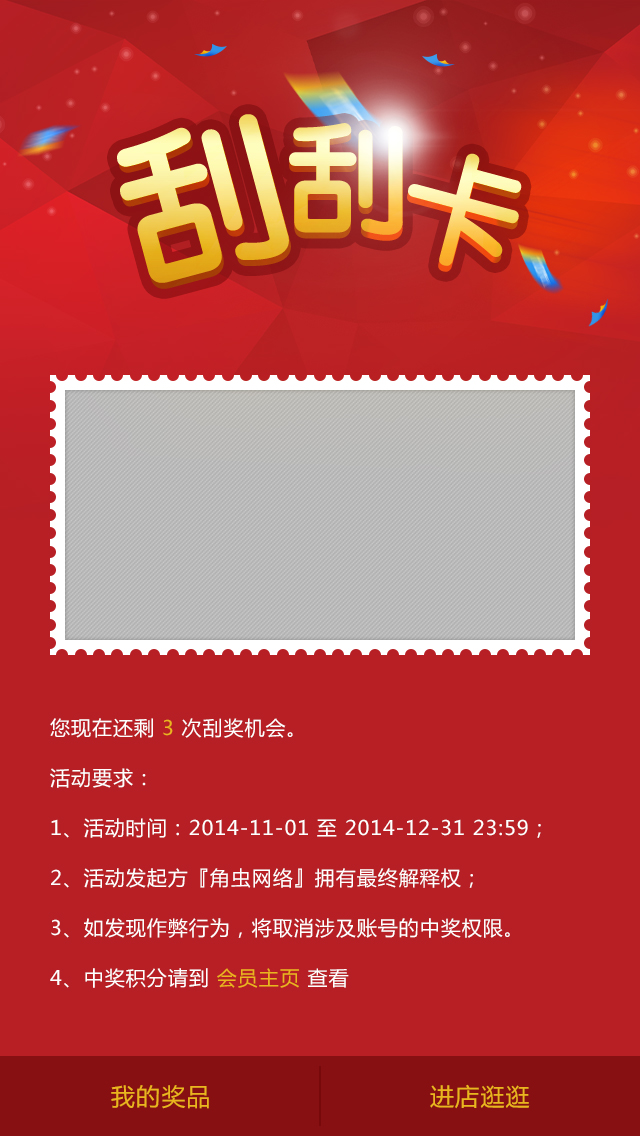 刮刮卡
您现在还剩 3 次刮奖机会。
活动要求：
1、活动时间：2014-11-01 至 2014-12-31 23:59；
2、活动发起方『角虫网络』拥有最终解释权；
3、如发现作弊行为，将取消涉及账号的中奖权限。
4、中奖积分请到 会员主页 查看
我的奖品
进店逛逛